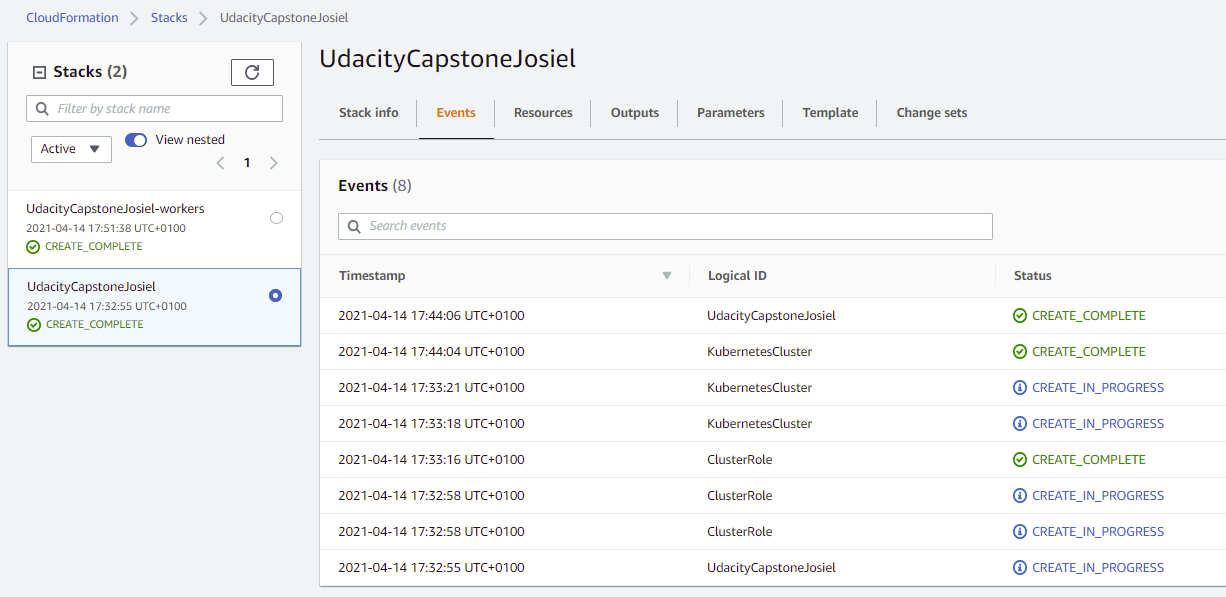 CloudFormation > Stacks > UdacityCapstoneJosiel
Stacks (2)
Filter by stack name
Active
View nested
1
UdacityCapstoneJosiel-workers
2021-04-14 17:51:38 UTC+0100
CREATE_COMPLETE
UdacityCapstoneJosiel
2021-04-14 17:32:55 UTC+0100
CREATE_COMPLETE
UdacityCapstoneJosiel
Stack info Events Resources Outputs Parameters Template Change sets
Events (8)
Search events
Timestamp Logical ID Status
2021-04-14 17:44:06 UTC+0100 UdacityCapstoneJosiel CREATE_COMPLETE
2021-04-14 17:44:04 UTC+0100 KubernetesCluster CREATE_COMPLETE
2021-04-14 17:33:21 UTC+0100 KubernetesCluster CREATE_IN_PROGRESS
2021-04-14 17:33:18 UTC+0100 KubernetesCluster CREATE_IN_PROGRESS
2021-04-14 17:33:16 UTC+0100 ClusterRole CREATE_COMPLETE
2021-04-14 17:32:58 UTC+0100 ClusterRole CREATE_IN_PROGRESS
2021-04-14 17:32:58 UTC+0100 ClusterRole CREATE_IN_PROGRESS
2021-04-14 17:32:55 UTC+0100 UdacityCapstoneJosiel CREATE_IN_PROGRESS